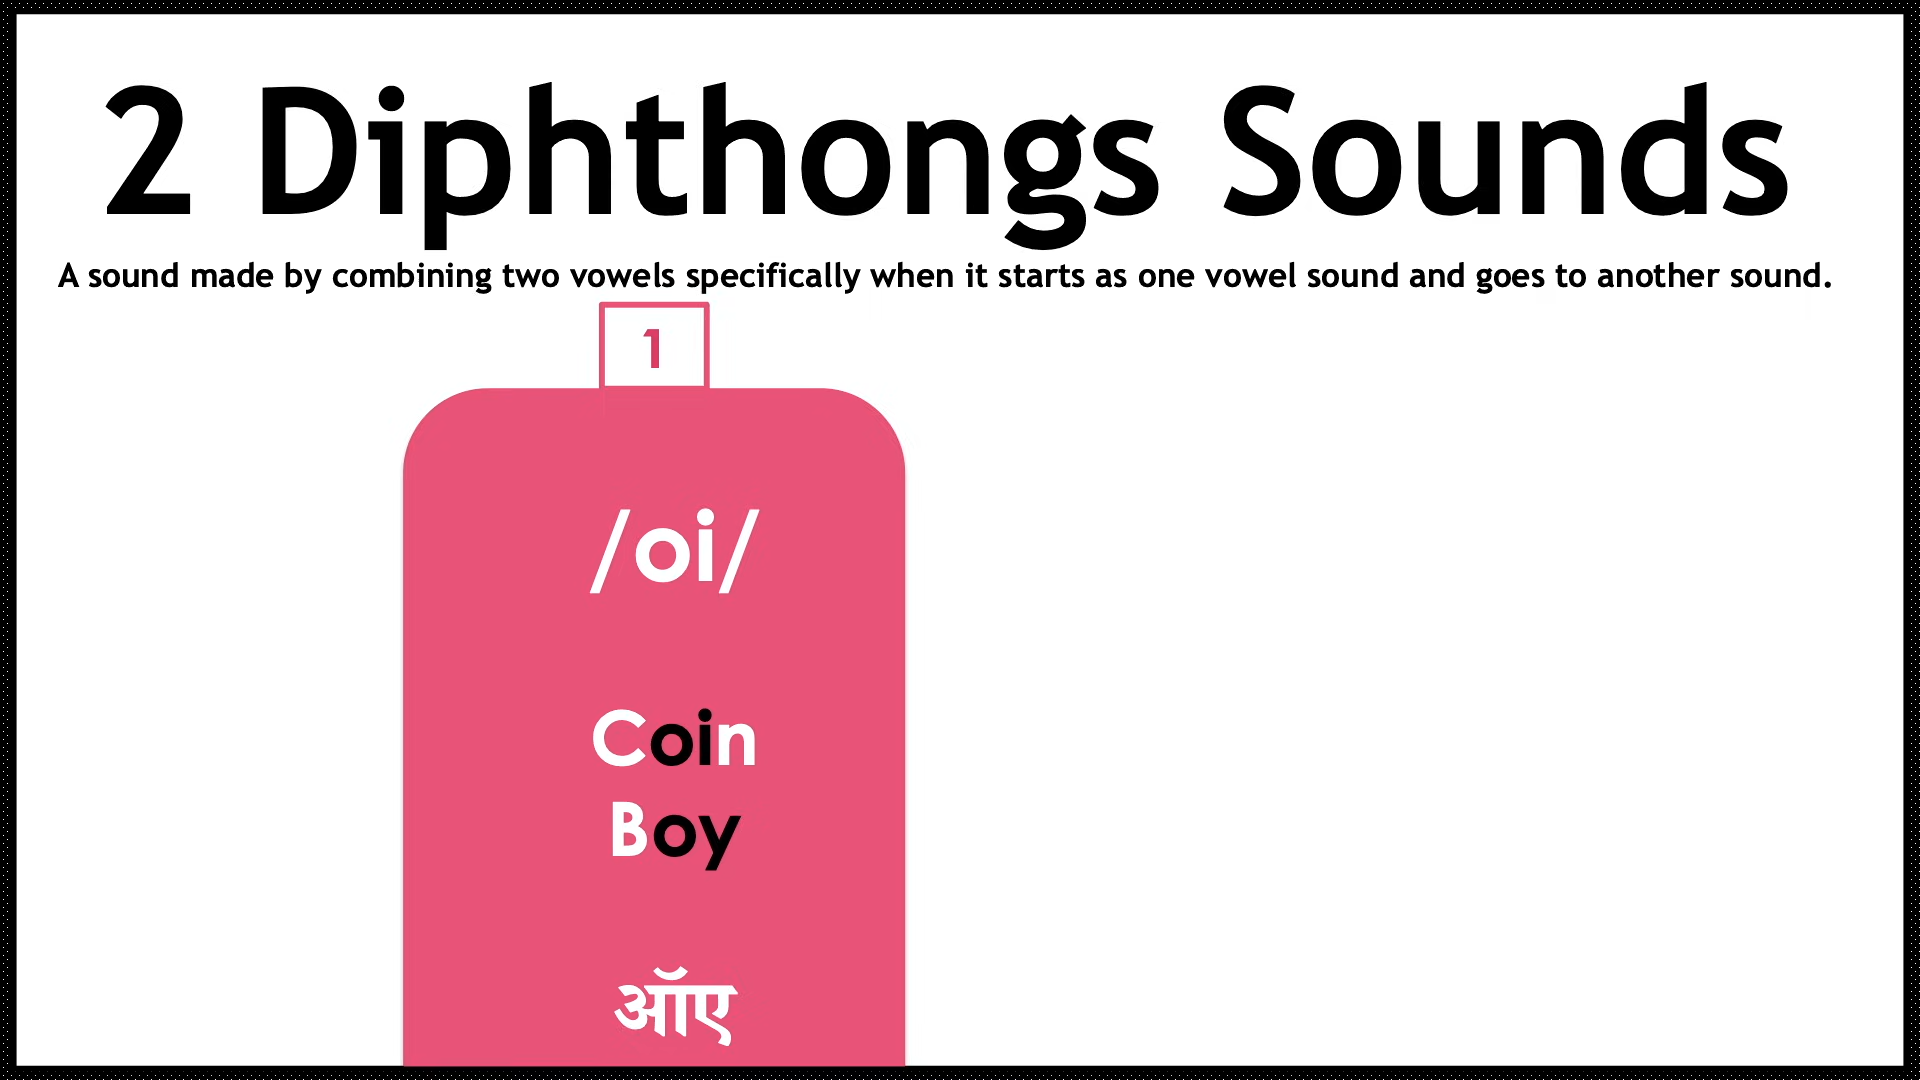 2 Diphthongs Sounds
A sound made by combining two vowels specifically when it starts as one vowel sound and goes to another sound.
1
/oi/
Coin
Boy
ऑए